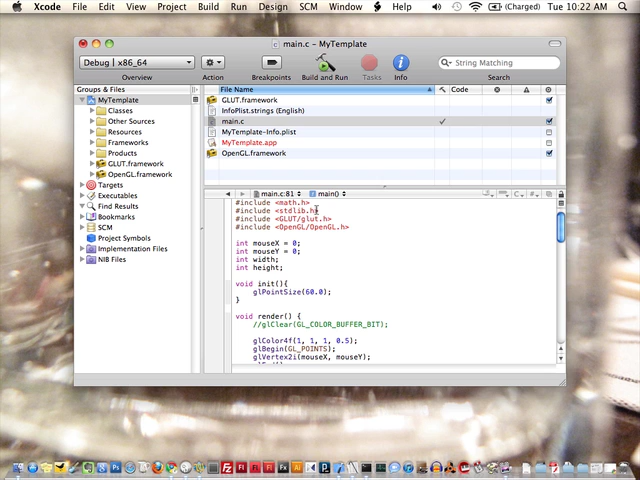 Xcode File Edit View Project Build Run Design SCM Window Help (Charged) Tue 10:22 AM
main.c - MyTemplate
Debug | x86_64
Overview Action Breakpoints Build and Run Tasks Info Search
String Matching
Groups & Files
MyTemplate
Classes
Other Sources
Resources
Frameworks
Products
GLUT.framework
OpenGL.framework
Targets
Executables
Find Results
Bookmarks
SCM
Project Symbols
Implementation Files
NIB Files
File Name Code
GLUT.framework
InfoPlist.strings (English)
main.c
MyTemplate-Info.plist
MyTemplate.app
OpenGL.framework
main.c:81 main()
#include <math.h>
#include <stdlib.h>
#include <GLUT/glut.h>
#include <OpenGL/OpenGL.h>
int mouseX = 0;
int mouseY = 0;
int width;
int height;
void init(){
glPointSize(60.0);
}
void render() {
//glClear(GL_COLOR_BUFFER_BIT);
glColor4f(1, 1, 1, 0.5);
glBegin(GL_POINTS);
glVertex2i(mouseX, mouseY);